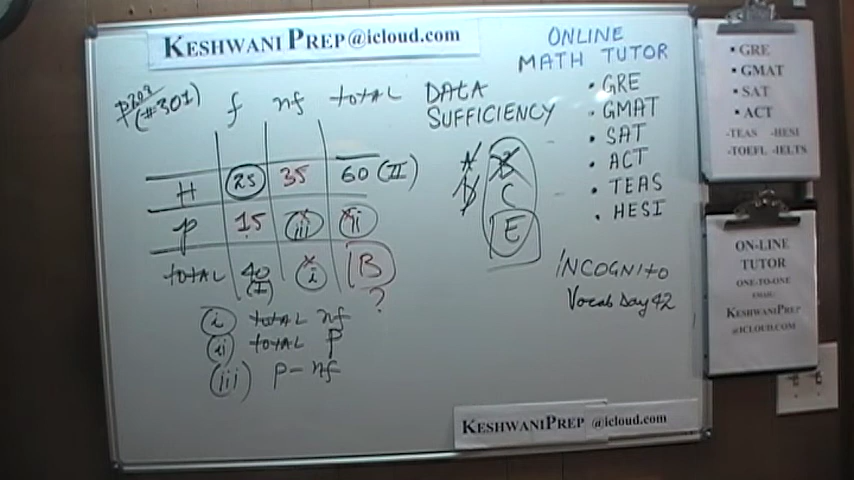 KESHWANI PREP@icloud.com
p303
(#301)
f nf TOTAL
H 25 35 60 (II)
P 15 iii ii
TOTAL 40 i B
(I)
?
i total nf
ii total P
(iii) P - nf
DATA
SUFFICIENCY
A B
D C
E
ONLINE
MATH TUTOR
• GRE
• GMAT
• SAT
• ACT
• TEAS
• HESI
INCOGNITO
Vocab Day 42
▪ GRE
▪ GMAT
▪ SAT
▪ ACT
-TEAS -HESI
-TOEFL -IELTS
ON-LINE
TUTOR
ONE-TO-ONE
EMAIL:
KESHWANIPREP
@ICLOUD.COM
KESHWANIPREP @icloud.com